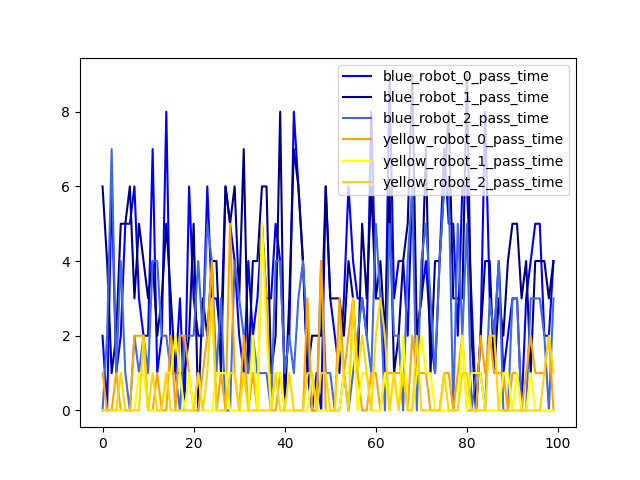 blue_robot_0_pass_time
blue_robot_1_pass_time
blue_robot_2_pass_time
yellow_robot_0_pass_time
yellow_robot_1_pass_time
yellow_robot_2_pass_time
8
6
4
2
0
0 20 40 60 80 100